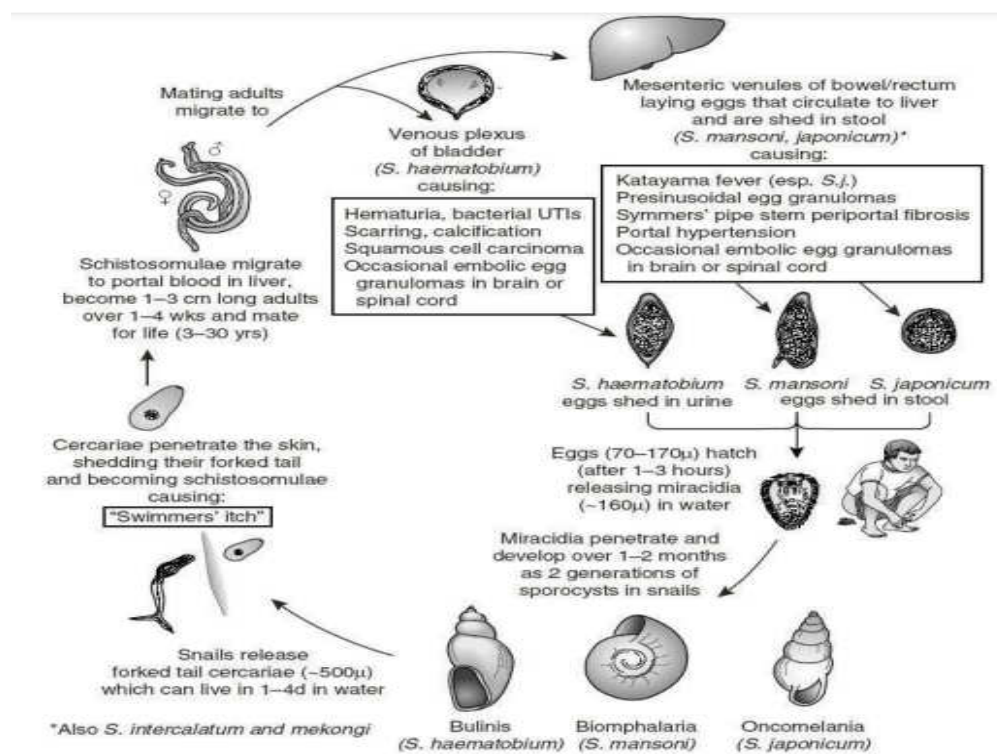 Mating adults
migrate to
Venous plexus
of bladder
(S. haematobium)
causing:
Hematuria, bacterial UTIs
Scarring, calcification
Squamous cell carcinoma
Occasional embolic egg
granulomas in brain or
spinal cord
Mesenteric venules of bowel/rectum
laying eggs that circulate to liver
and are shed in stool
(S. mansoni, japonicum)*
causing:
Katayama fever (esp. S.j.)
Presinusoidal egg granulomas
Symmers' pipe stem periportal fibrosis
Portal hypertension
Occasional embolic egg granulomas
in brain or spinal cord
♂
♀
Schistosomulae migrate
to portal blood in liver,
become 1–3 cm long adults
over 1–4 wks and mate
for life (3–30 yrs)
S. haematobium
eggs shed in urine
S. mansoni S. japonicum
eggs shed in stool
Cercariae penetrate the skin,
shedding their forked tail
and becoming schistosomulae
causing:
"Swimmers' itch"
Eggs (70–170μ) hatch
(after 1–3 hours)
releasing miracidia
(~160μ) in water
Miracidia penetrate and
develop over 1–2 months
as 2 generations of
sporocysts in snails
Snails release
forked tail cercariae (~500μ)
which can live in 1–4d in water
*Also S. intercalatum and mekongi
Bulinis
(S. haematobium)
Biomphalaria
(S. mansoni)
Oncomelania
(S. japonicum)